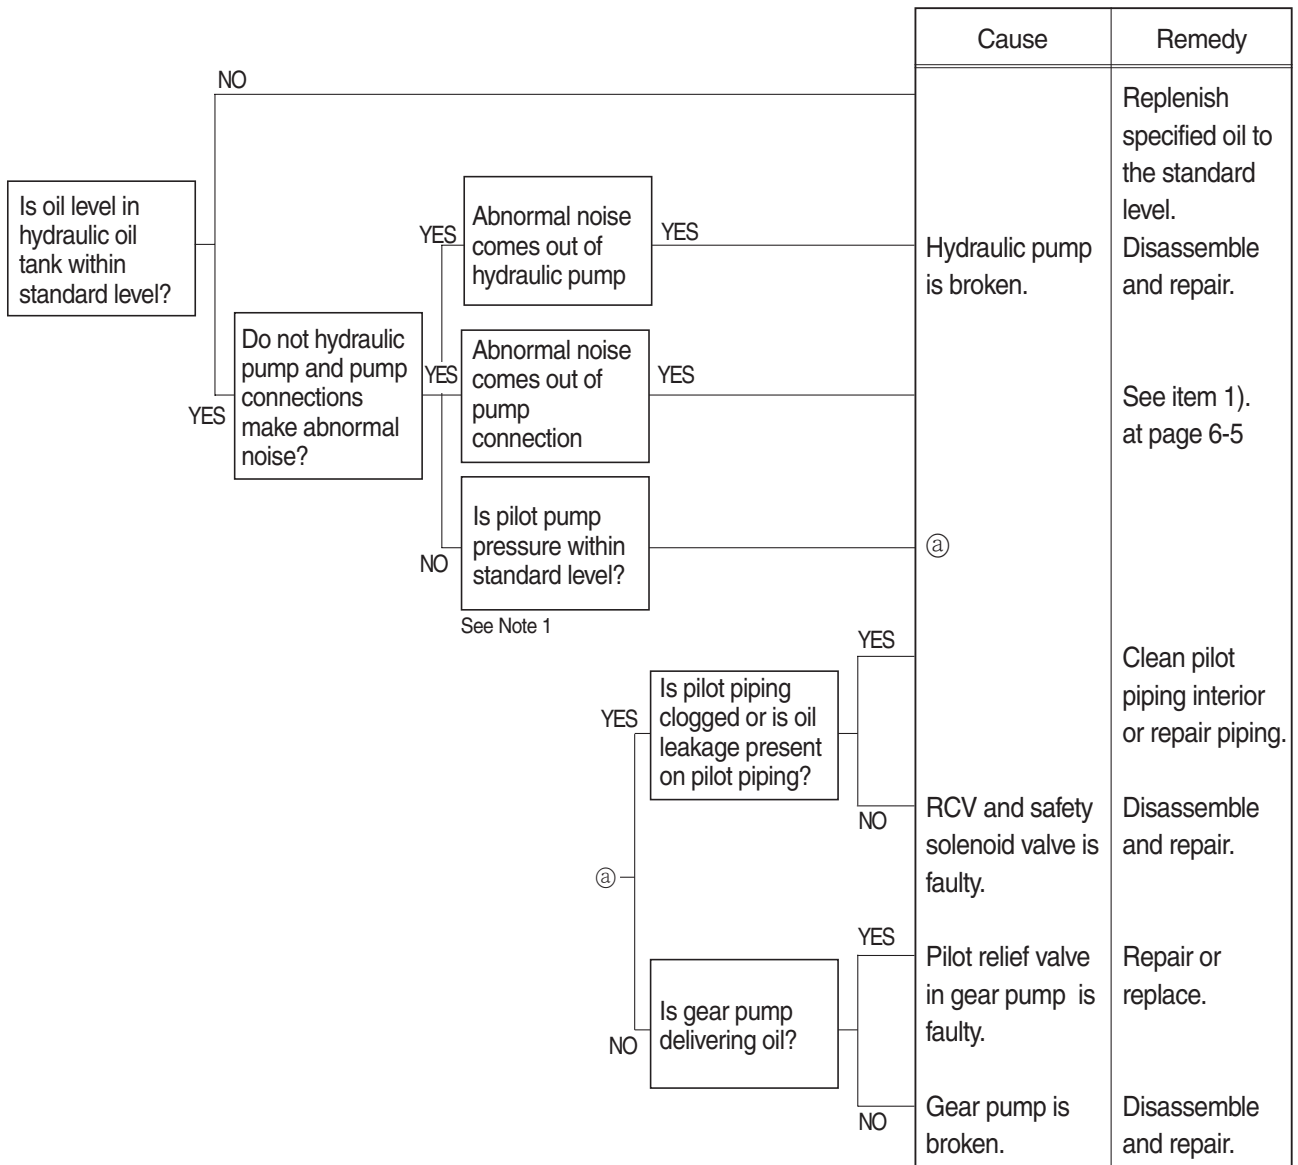 Cause
Remedy
NO
Replenish
specified oil to
the standard
level.
Is oil level in
hydraulic oil
tank within
standard level?
YES
Do not hydraulic
pump and pump
connections
make abnormal
noise?
YES
Abnormal noise
comes out of
hydraulic pump
YES
Hydraulic pump
is broken.
Disassemble
and repair.
YES
Abnormal noise
comes out of
pump
connection
YES
See item 1).
at page 6-5
NO
Is pilot pump
pressure within
standard level?
See Note 1
ⓐ
ⓐ
YES
Is pilot piping
clogged or is oil
leakage present
on pilot piping?
YES
Clean pilot
piping interior
or repair piping.
NO
RCV and safety
solenoid valve is
faulty.
Disassemble
and repair.
NO
Is gear pump
delivering oil?
YES
Pilot relief valve
in gear pump is
faulty.
Repair or
replace.
NO
Gear pump is
broken.
Disassemble
and repair.